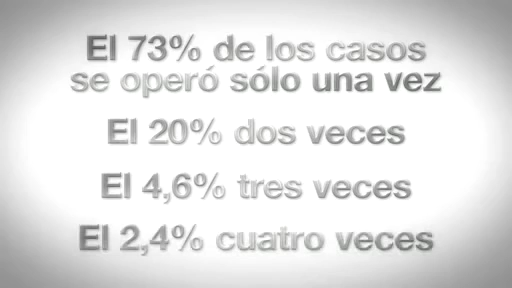 El 73% de los casos
se operó sólo una vez
El 20% dos veces
El 4,6% tres veces
El 2,4% cuatro veces